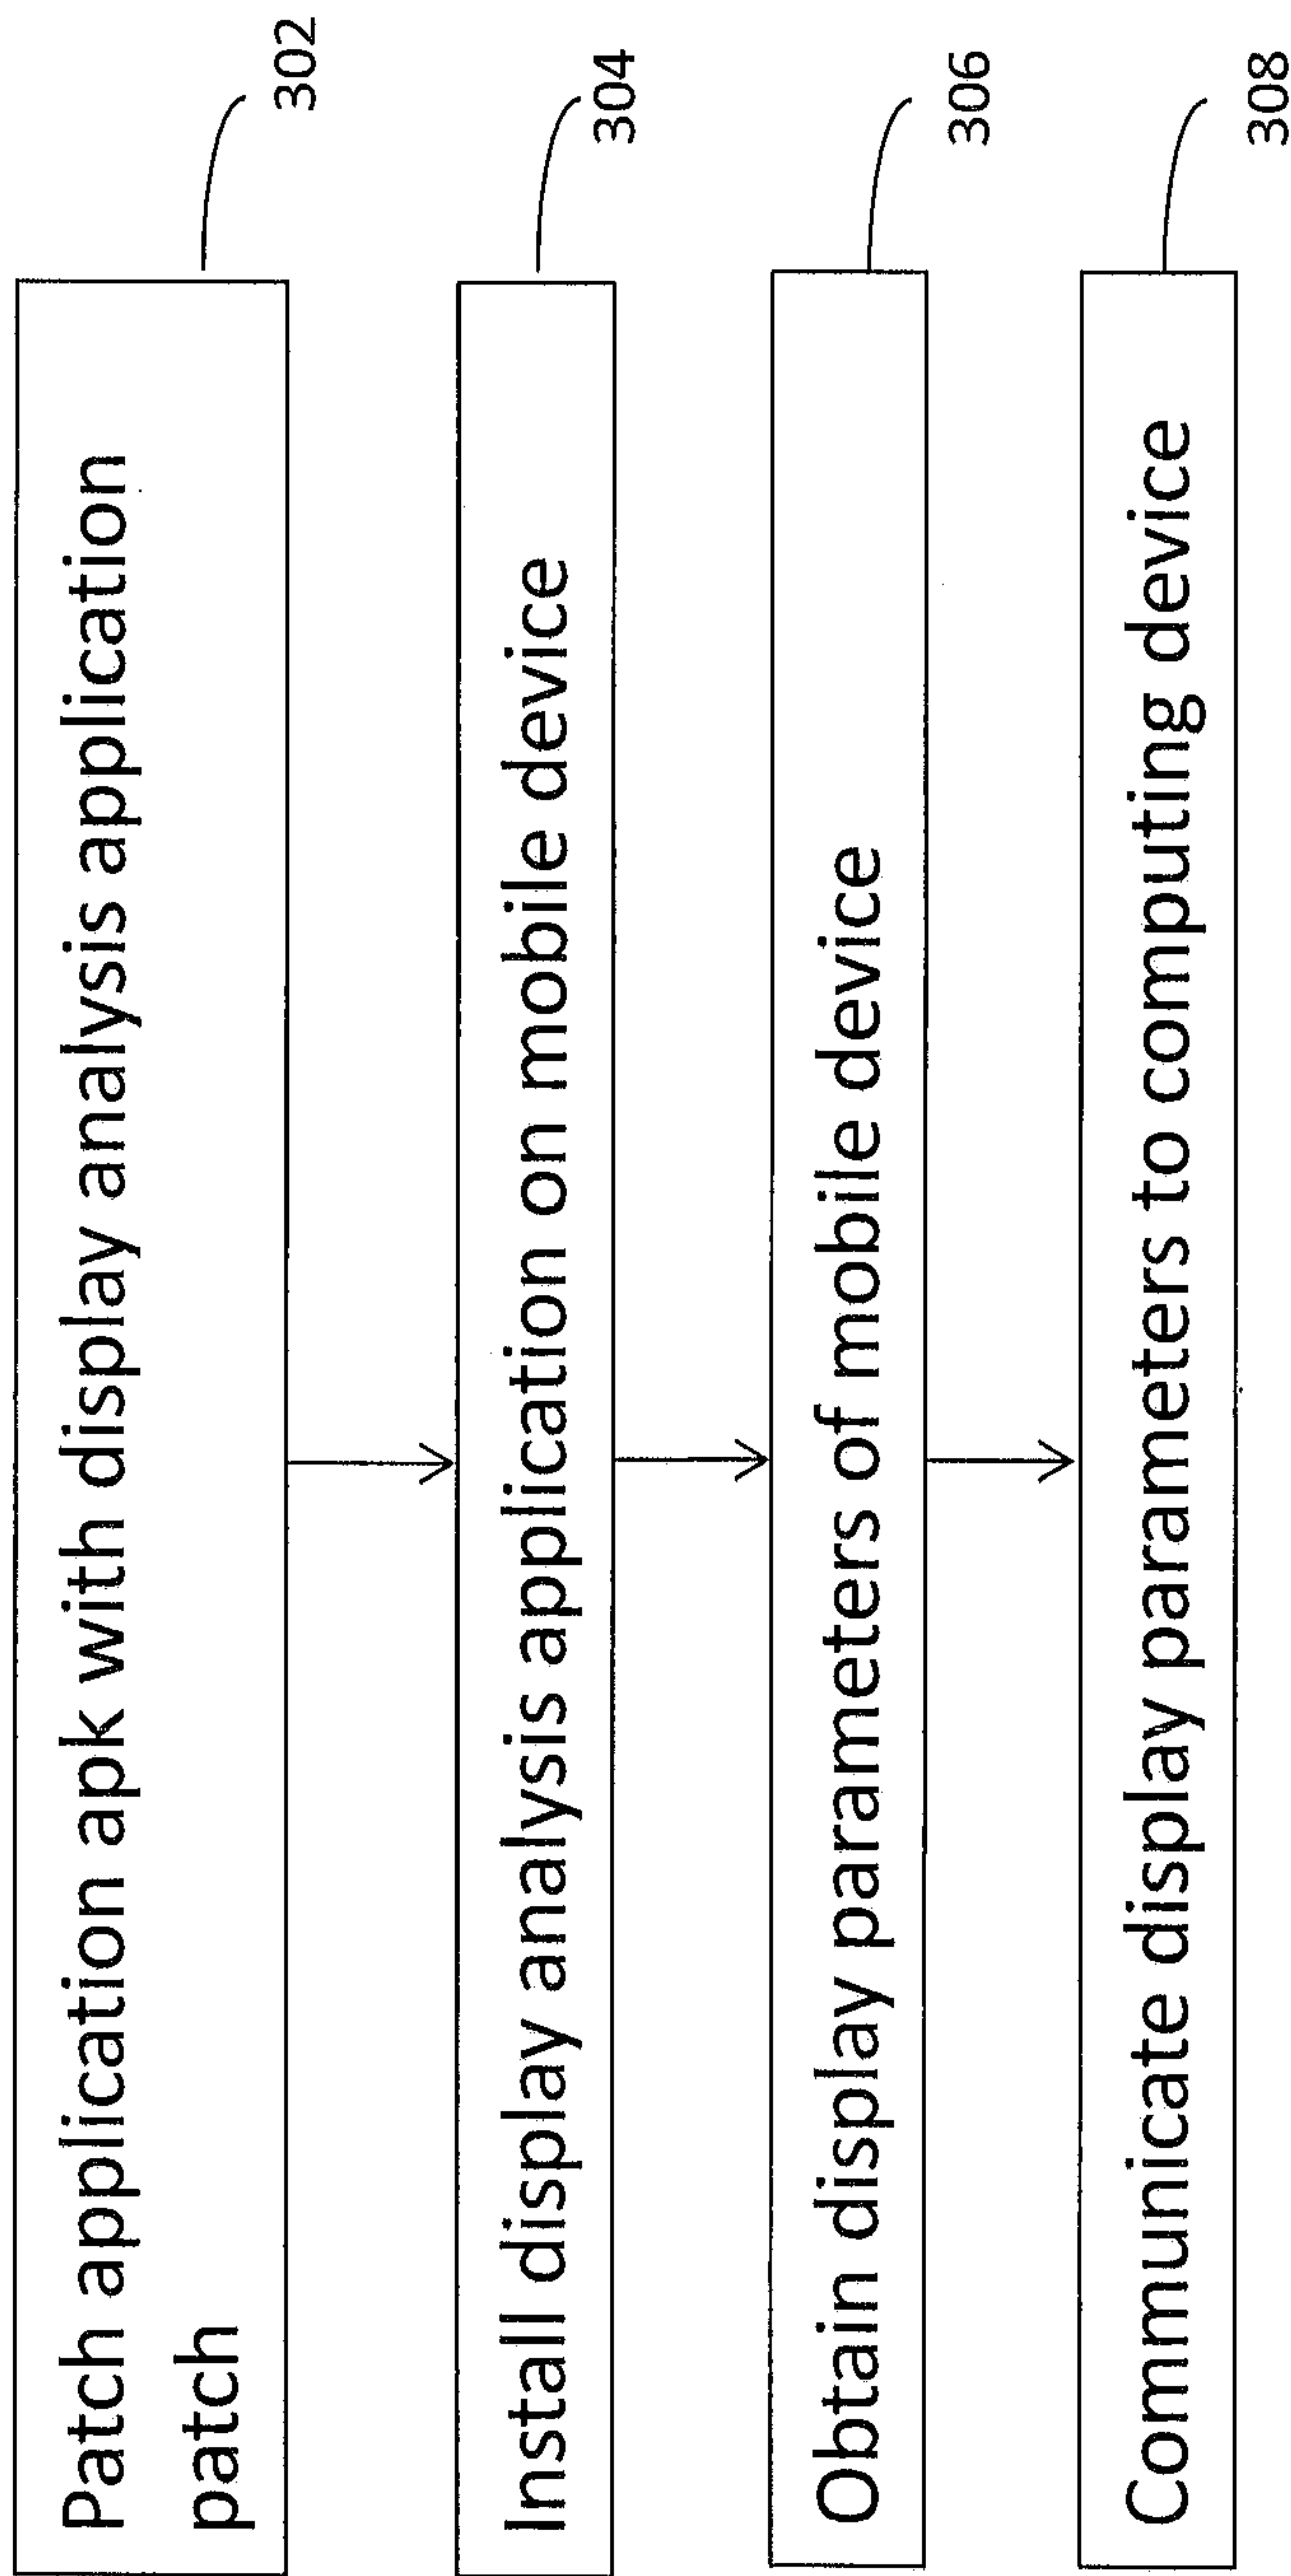 Patch application apk with display analysis application
patch
302
Install display analysis application on mobile device
304
Obtain display parameters of mobile device
306
Communicate display parameters to computing device
308